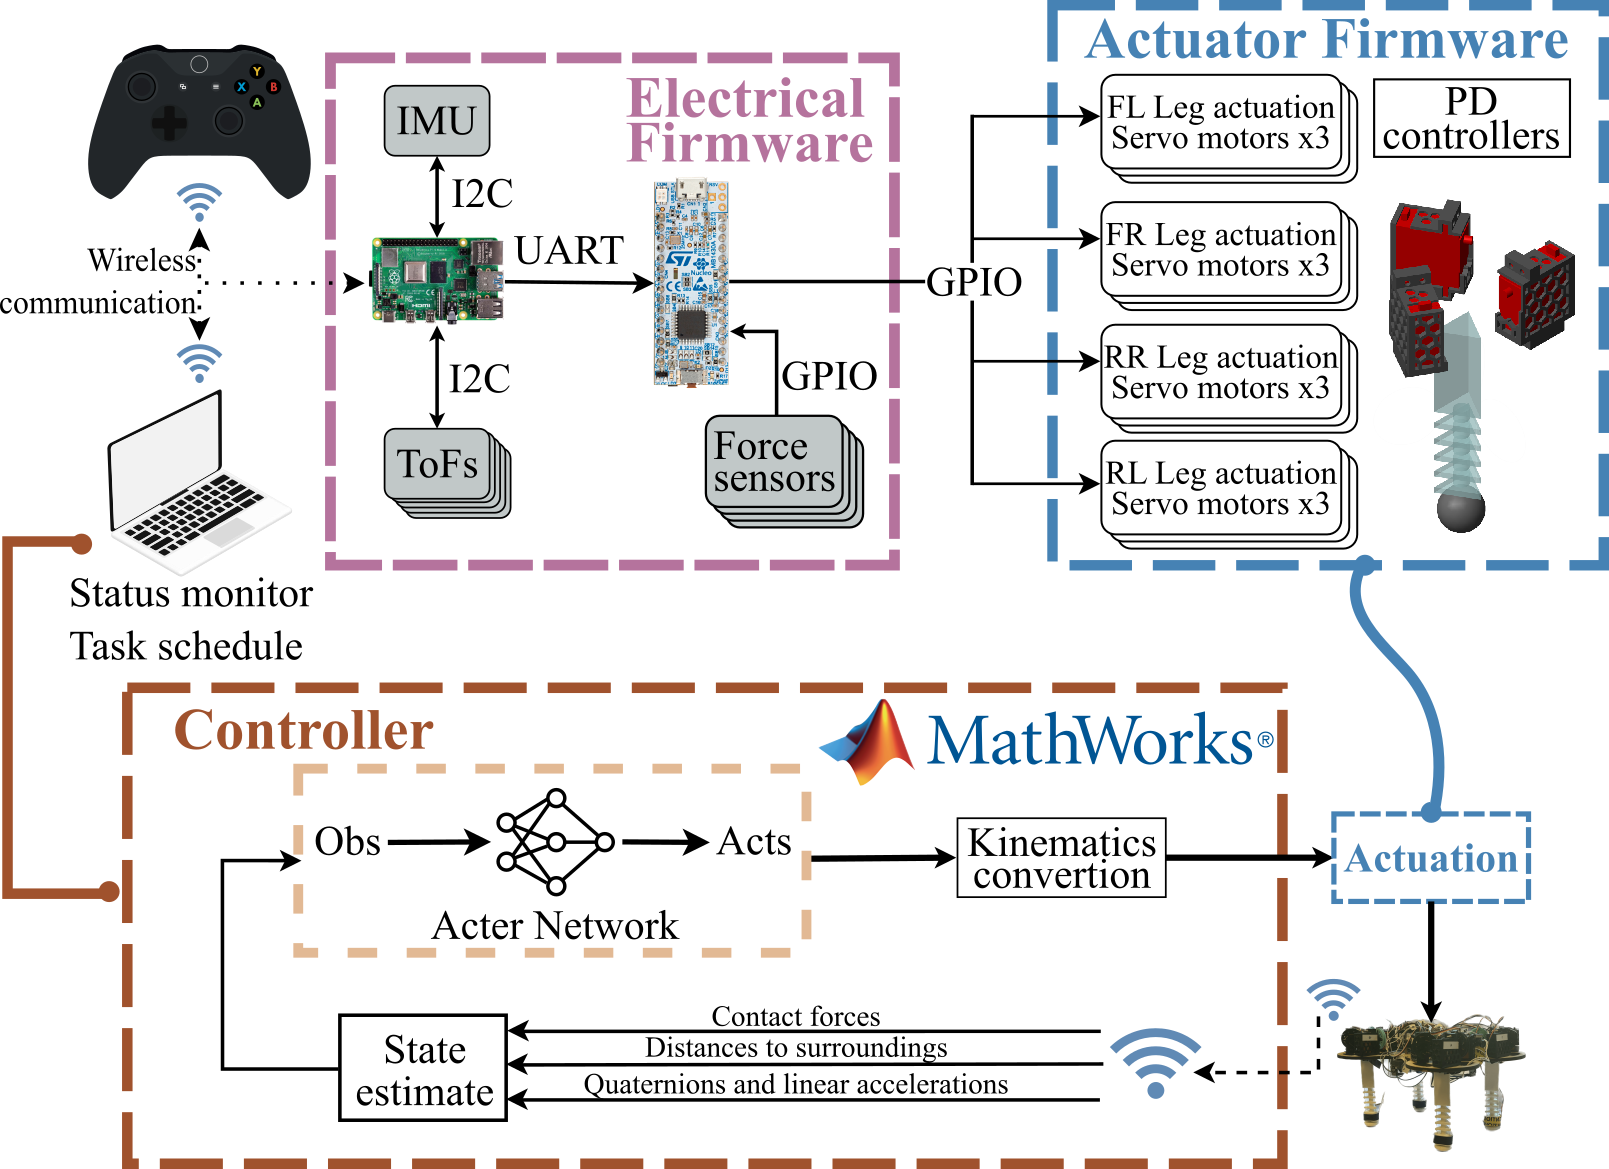 Y
X
B
A
Wireless
communication
Status monitor
Task schedule
Electrical
Firmware
IMU
I2C
UART
I2C
ToFs
GPIO
Force
sensors
GPIO
Actuator Firmware
FL Leg actuation
Servo motors x3
FR Leg actuation
Servo motors x3
RR Leg actuation
Servo motors x3
RL Leg actuation
Servo motors x3
PD
controllers
Controller
MathWorks®
Obs
Acts
Acter Network
Kinematics
convertion
Actuation
State
estimate
Contact forces
Distances to surroundings
Quaternions and linear accelerations